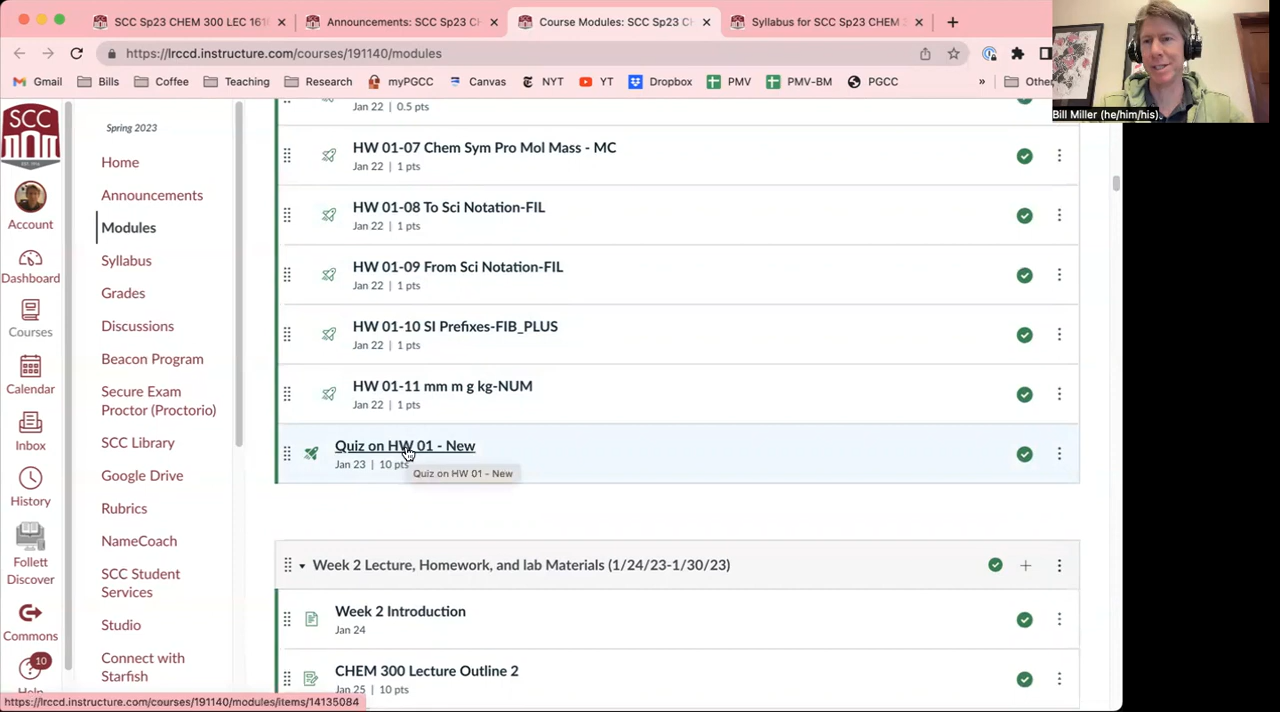 SCC Sp23 CHEM 300 LEC 161
Announcements: SCC Sp23 CH
Course Modules: SCC Sp23 CH
Syllabus for SCC Sp23 CHEM 3
https://lrccd.instructure.com/courses/191140/modules
Gmail
Bills
Coffee
Teaching
Research
myPGCC
Canvas
NYT
YT
Dropbox
PMV
PMV-BM
PGCC
»
Other
Bill Miller (he/him/his)
SCC
Account
Dashboard
Courses
Calendar
Inbox
History
Follett
Discover
Commons
10
Help
Spring 2023
Home
Announcements
Modules
Syllabus
Grades
Discussions
Beacon Program
Secure Exam
Proctor (Proctorio)
SCC Library
Google Drive
Rubrics
NameCoach
SCC Student
Services
Studio
Connect with
Starfish
Jan 22 | 0.5 pts
HW 01-07 Chem Sym Pro Mol Mass - MC
Jan 22 | 1 pts
HW 01-08 To Sci Notation-FIL
Jan 22 | 1 pts
HW 01-09 From Sci Notation-FIL
Jan 22 | 1 pts
HW 01-10 SI Prefixes-FIB_PLUS
Jan 22 | 1 pts
HW 01-11 mm m g kg-NUM
Jan 22 | 1 pts
Quiz on HW 01 - New
Jan 23 | 10 pts
Quiz on HW 01 - New
Week 2 Lecture, Homework, and lab Materials (1/24/23-1/30/23)
Week 2 Introduction
Jan 24
CHEM 300 Lecture Outline 2
Jan 25 | 10 pts
https://lrccd.instructure.com/courses/191140/modules/items/14135084